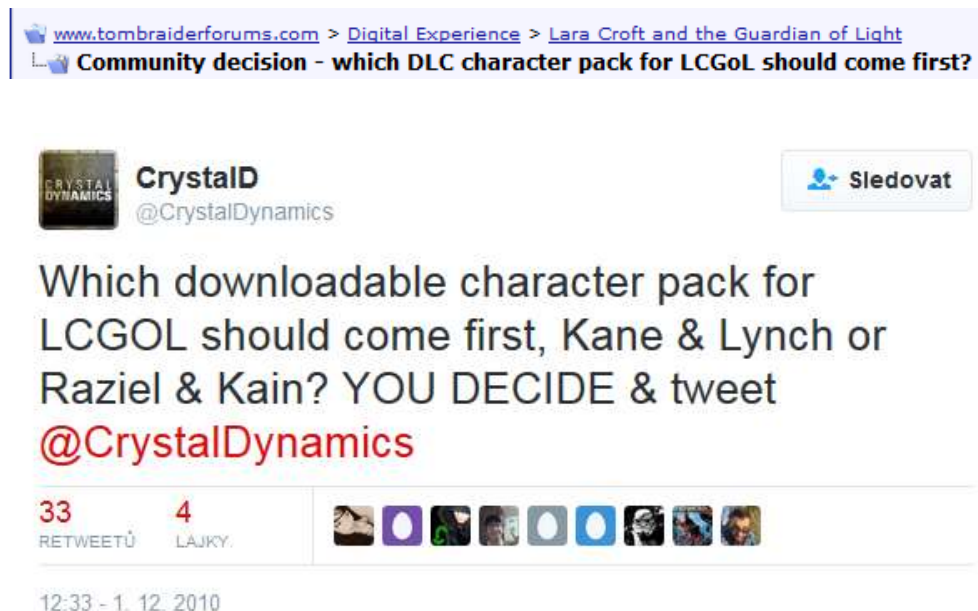 www.tombraiderforums.com > Digital Experience > Lara Croft and the Guardian of Light
Community decision - which DLC character pack for LCGoL should come first?
CRYSTAL
DYNAMICS
CrystalD
@CrystalDynamics
Sledovat
Which downloadable character pack for
LCGOL should come first, Kane & Lynch or
Raziel & Kain? YOU DECIDE & tweet
@CrystalDynamics
33 4
RETWEETŮ LAJKY.
12:33 - 1. 12. 2010